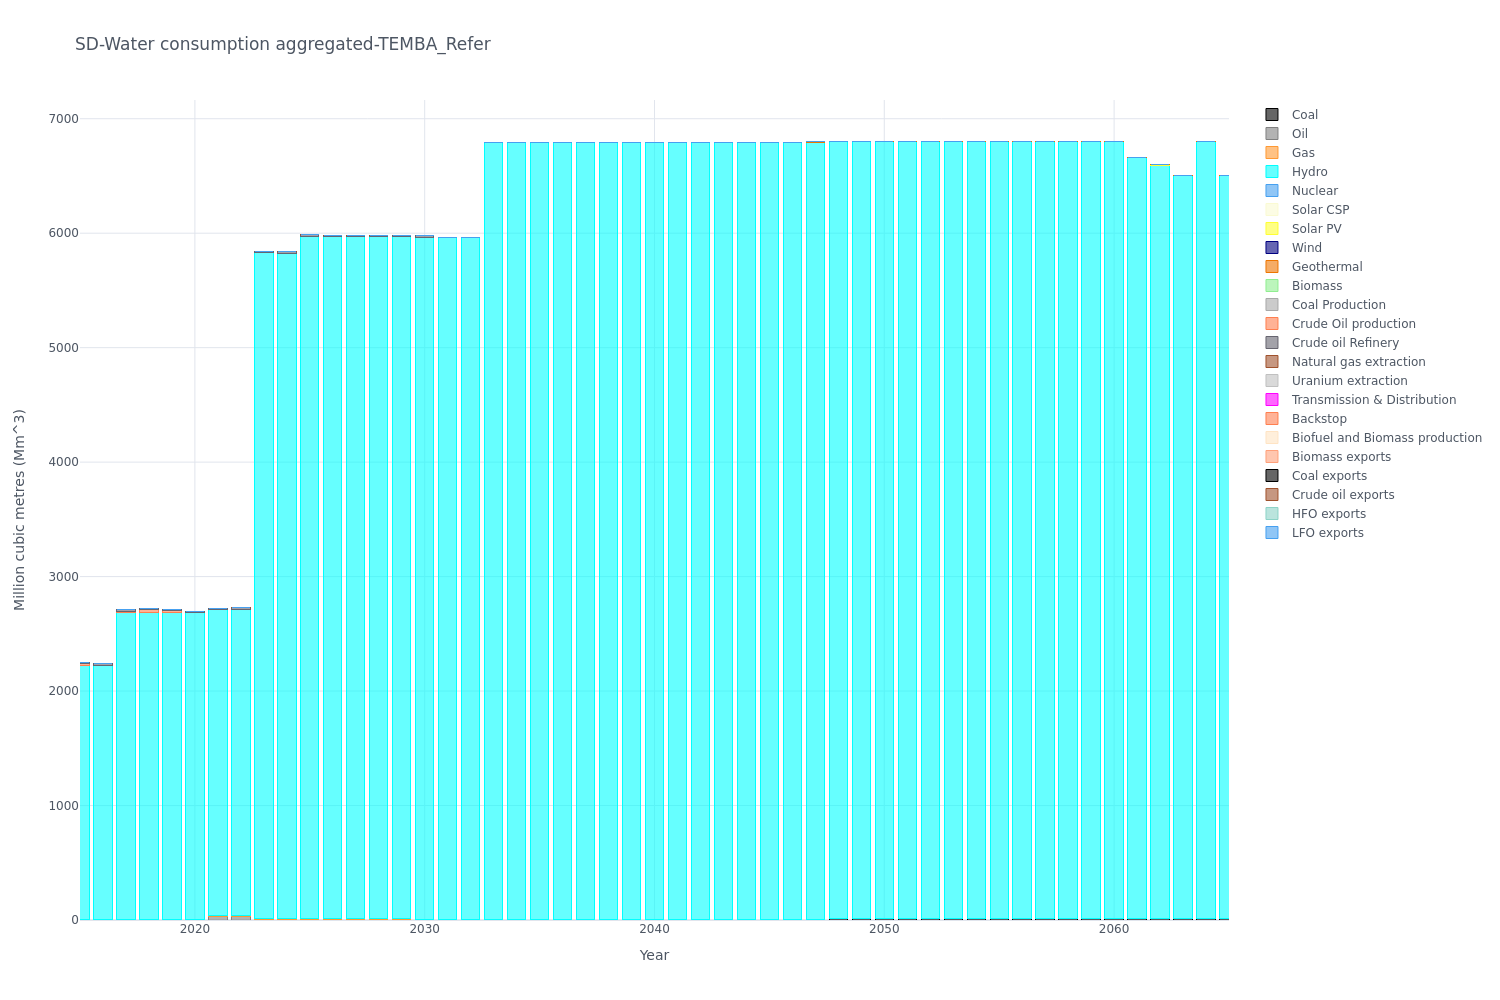 SD-Water consumption aggregated-TEMBA_Refer
7000
6000
5000
4000
3000
2000
1000
0
Million cubic metres (Mm^3)
2020
2030
2040
2050
2060
Year
Coal
Oil
Gas
Hydro
Nuclear
Solar CSP
Solar PV
Wind
Geothermal
Biomass
Coal Production
Crude Oil production
Crude oil Refinery
Natural gas extraction
Uranium extraction
Transmission & Distribution
Backstop
Biofuel and Biomass production
Biomass exports
Coal exports
Crude oil exports
HFO exports
LFO exports